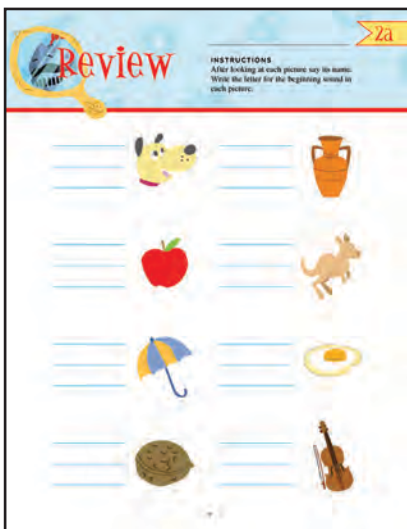 2a
Review
INSTRUCTIONS
After looking at each picture say its name.
Write the letter for the beginning sound in
each picture.